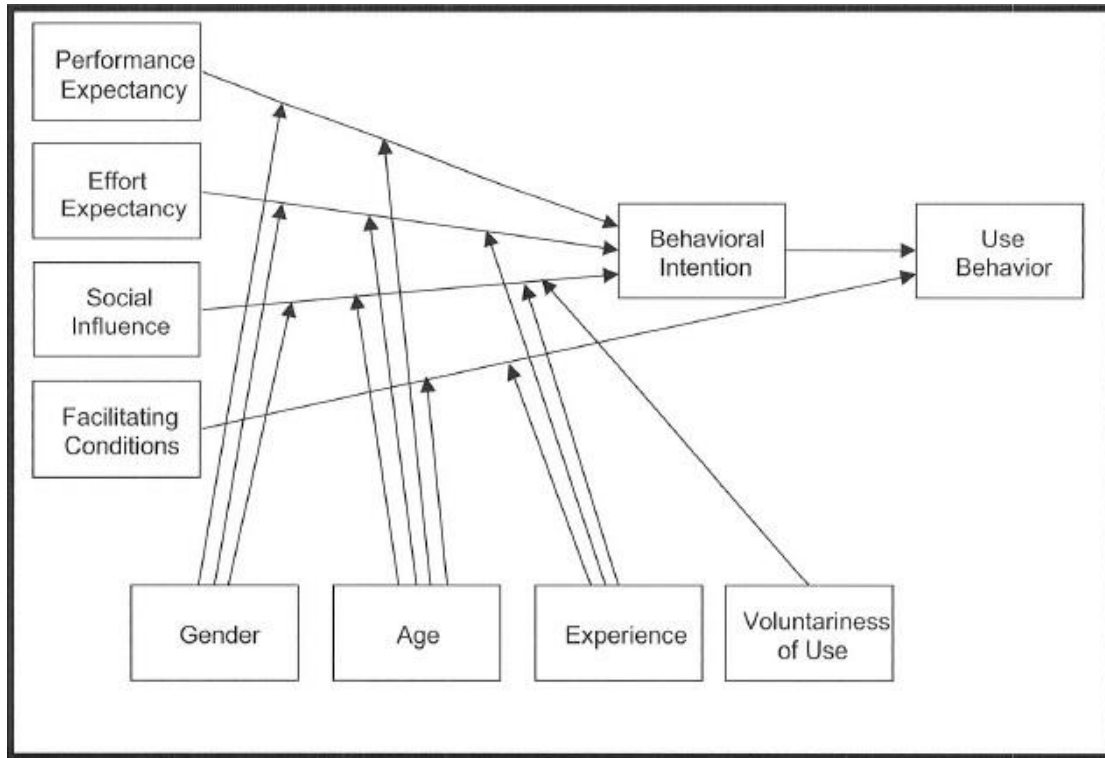 Performance
Expectancy
Effort
Expectancy
Social
Influence
Facilitating
Conditions
Behavioral
Intention
Use
Behavior
Gender
Age
Experience
Voluntariness
of Use